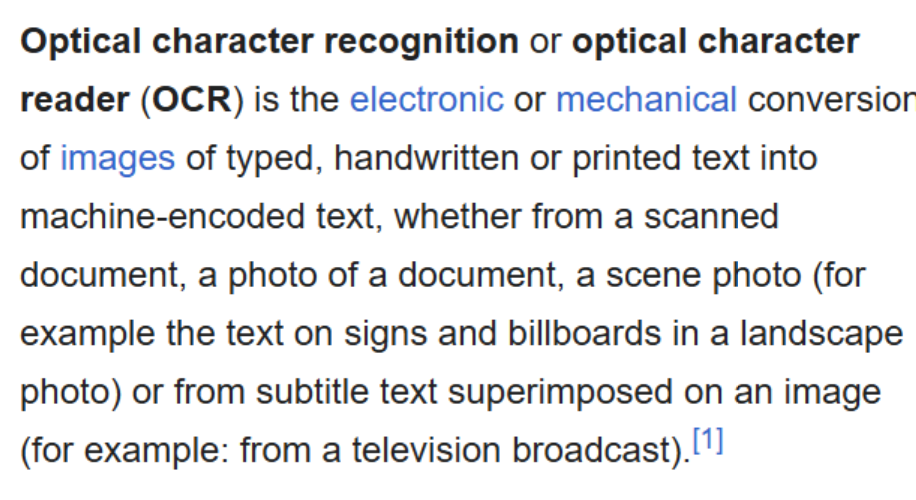 Optical character recognition or optical character
reader (OCR) is the electronic or mechanical conversion
of images of typed, handwritten or printed text into
machine-encoded text, whether from a scanned
document, a photo of a document, a scene photo (for
example the text on signs and billboards in a landscape
photo) or from subtitle text superimposed on an image
(for example: from a television broadcast).[1]